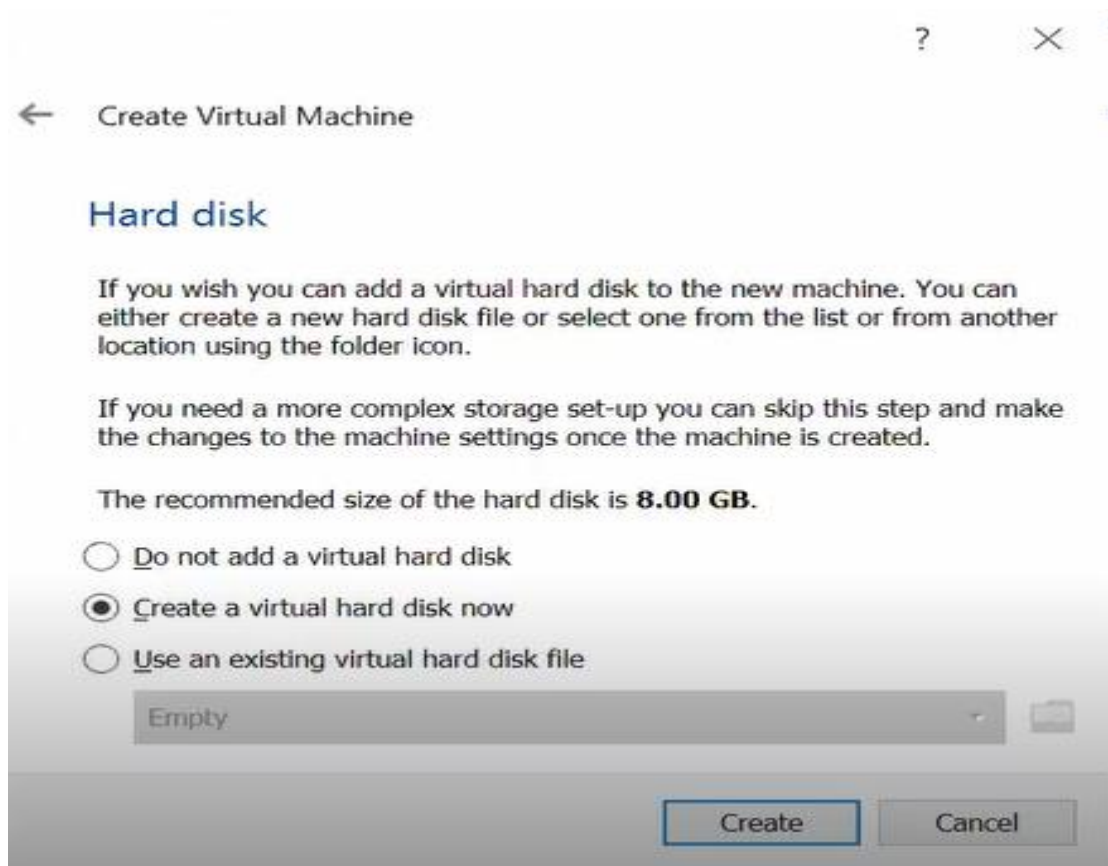 ?
Create Virtual Machine
Hard disk
If you wish you can add a virtual hard disk to the new machine. You can
either create a new hard disk file or select one from the list or from another
location using the folder icon.
If you need a more complex storage set-up you can skip this step and make
the changes to the machine settings once the machine is created.
The recommended size of the hard disk is 8.00 GB.
Do not add a virtual hard disk
Create a virtual hard disk now
Use an existing virtual hard disk file
Empty
Create Cancel